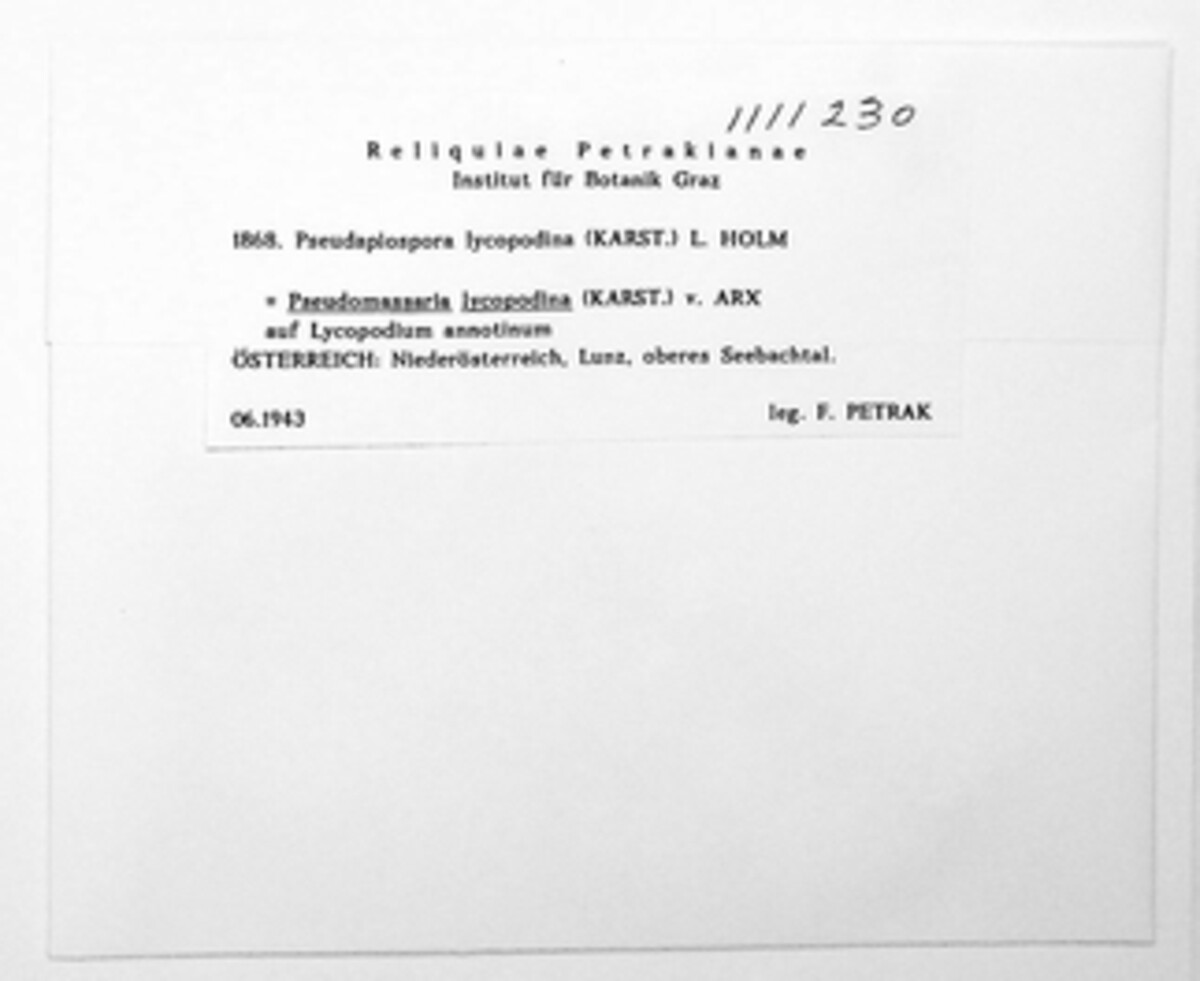 1111230
Reliquiae Petrakianae
Institut für Botanik Graz
1868. Pseudapiospora lycopodina (KARST.) L. HOLM
= Pseudomassaria lycopodina (KARST.) v. ARX
auf Lycopodium annotinum
ÖSTERREICH: Niederösterreich, Lunz, oberes Seebachtal.
06.1943 leg. F. PETRAK